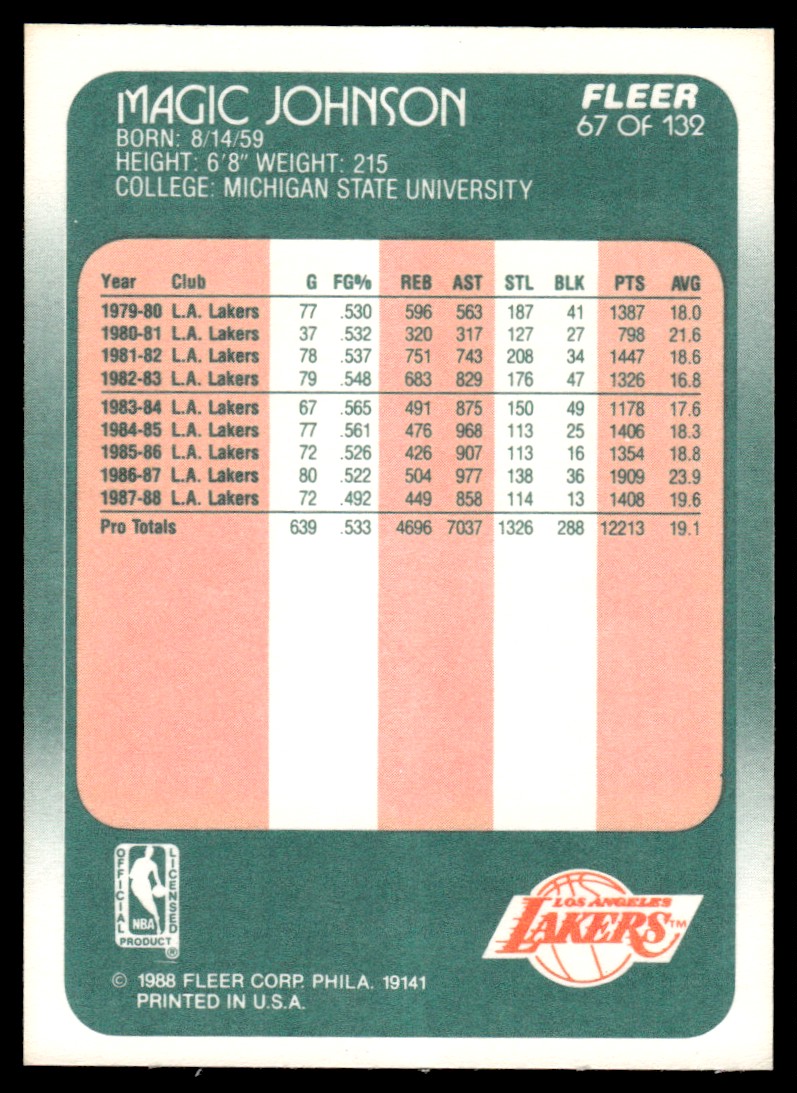 MAGIC JOHNSON
FLEER
67 OF 132
BORN: 8/14/59
HEIGHT: 6'8" WEIGHT: 215
COLLEGE: MICHIGAN STATE UNIVERSITY
Year Club G FG% REB AST STL BLK PTS AVG
1979-80 L.A. Lakers 77 .530 596 563 187 41 1387 18.0
1980-81 L.A. Lakers 37 .532 320 317 127 27 798 21.6
1981-82 L.A. Lakers 78 .537 751 743 208 34 1447 18.6
1982-83 L.A. Lakers 79 .548 683 829 176 47 1326 16.8
1983-84 L.A. Lakers 67 .565 491 875 150 49 1178 17.6
1984-85 L.A. Lakers 77 .561 476 968 113 25 1406 18.3
1985-86 L.A. Lakers 72 .526 426 907 113 16 1354 18.8
1986-87 L.A. Lakers 80 .522 504 977 138 36 1909 23.9
1987-88 L.A. Lakers 72 .492 449 858 114 13 1408 19.6
Pro Totals 639 .533 4696 7037 1326 288 12213 19.1
OFFICIAL
LICENSED
NBA
PRODUCT
®
LOS ANGELES
LAKERS™
© 1988 FLEER CORP. PHILA. 19141
PRINTED IN U.S.A.